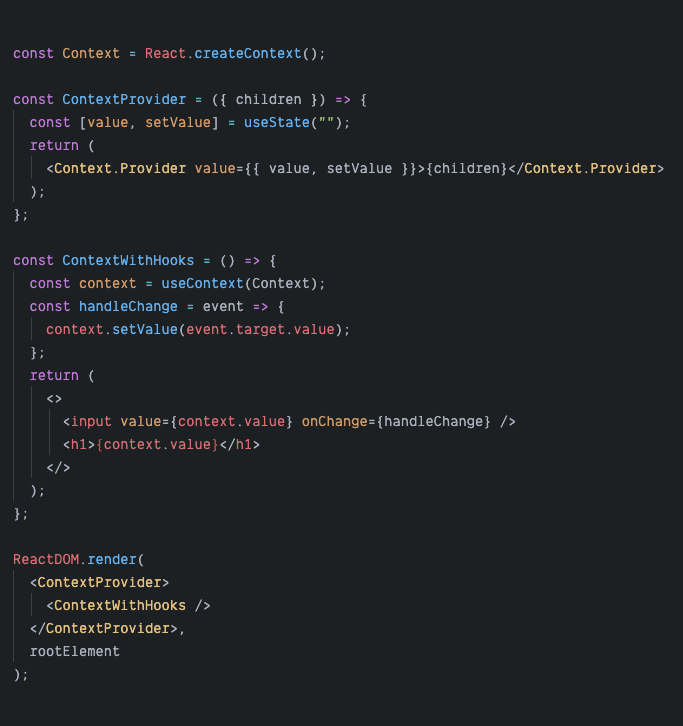 const Context = React.createContext();
const ContextProvider = ({ children }) => {
const [value, setValue] = useState("");
return (
<Context.Provider value={{ value, setValue }}>{children}</Context.Provider>
);
};
const ContextWithHooks = () => {
const context = useContext(Context);
const handleChange = event => {
context.setValue(event.target.value);
};
return (
<>
<input value={context.value} onChange={handleChange} />
<h1>{context.value}</h1>
</>
);
};
ReactDOM.render(
<ContextProvider>
<ContextWithHooks />
</ContextProvider>,
rootElement
);